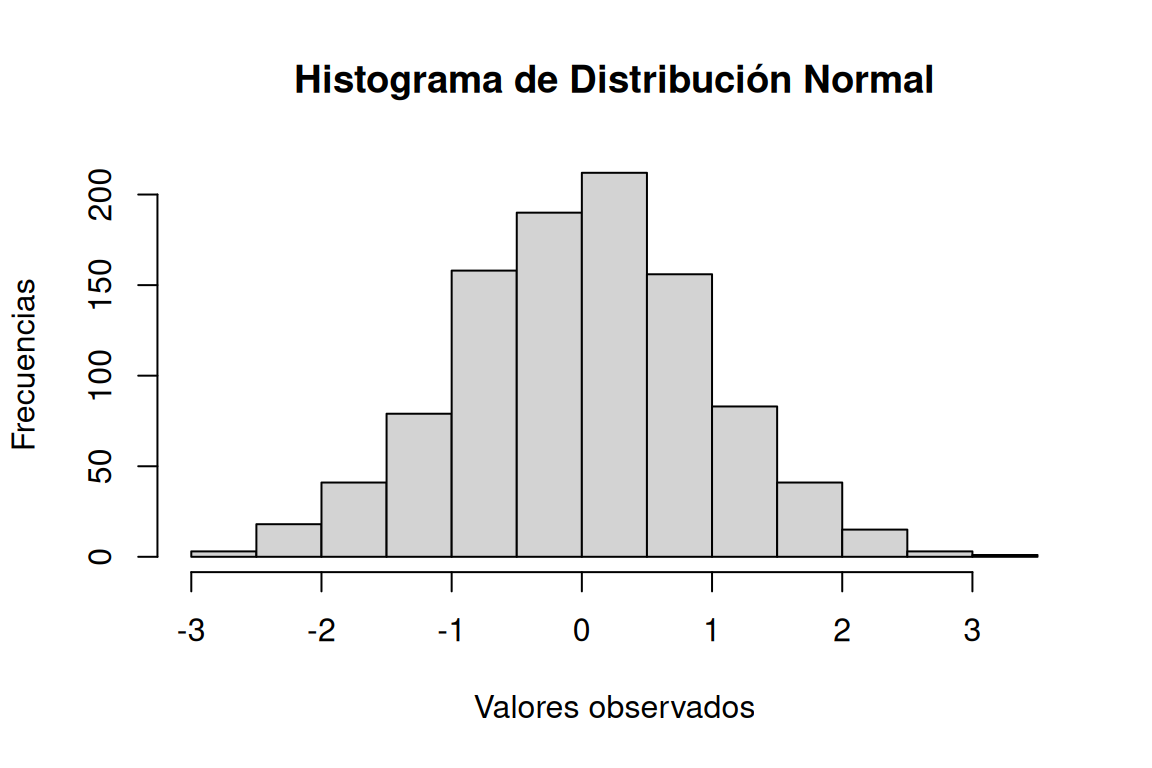 Histograma de Distribución Normal
Frecuencias
200
150
100
50
0
-3 -2 -1 0 1 2 3
Valores observados